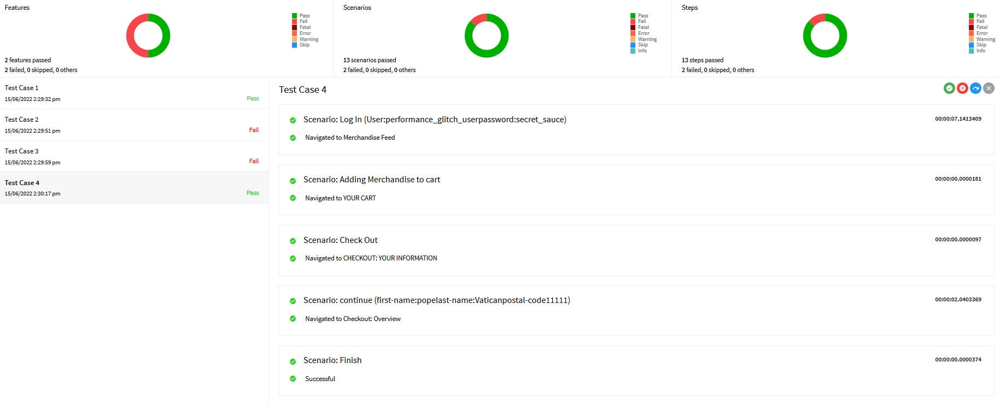 Features
Pass
Fail
Fatal
Error
Warning
Skip
2 features passed
2 failed, 0 skipped, 0 others
Scenarios
Pass
Fail
Fatal
Error
Warning
Skip
Info
13 scenarios passed
2 failed, 0 skipped, 0 others
Steps
Pass
Fail
Fatal
Error
Warning
Skip
Info
13 steps passed
2 failed, 0 skipped, 0 others
Test Case 1
15/06/2022 2:29:32 pm
Pass
Test Case 2
15/06/2022 2:29:51 pm
Fail
Test Case 3
15/06/2022 2:29:59 pm
Fail
Test Case 4
15/06/2022 2:30:17 pm
Pass
Test Case 4
Scenario: Log In (User:performance_glitch_userpassword:secret_sauce)
00:00:07.1413409
Navigated to Merchandise Feed
Scenario: Adding Merchandise to cart
00:00:00.0000181
Navigated to YOUR CART
Scenario: Check Out
00:00:00.0000097
Navigated to CHECKOUT: YOUR INFORMATION
Scenario: continue (first-name:popelast-name:Vaticanpostal-code11111)
00:00:02.0403369
Navigated to Checkout: Overview
Scenario: Finish
00:00:00.0000374
Successful